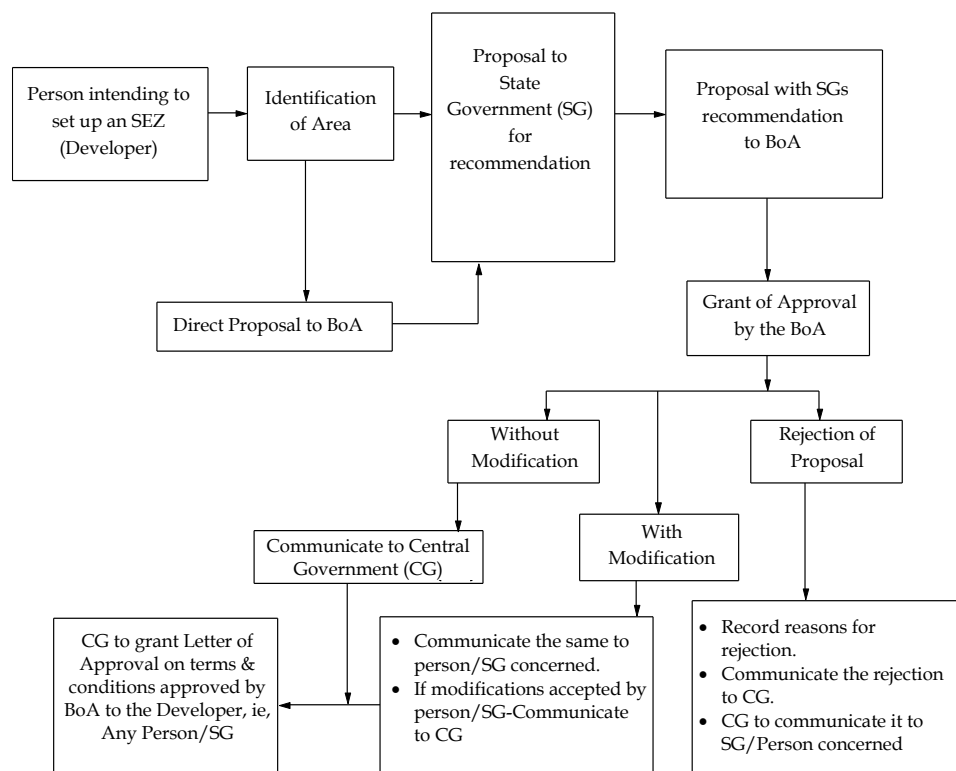 Person intending to
set up an SEZ
(Developer)
Identification
of Area
Proposal to
State
Government (SG)
for
recommendation
Proposal with SGs
recommendation
to BoA
Direct Proposal to BoA
Grant of Approval
by the BoA
Without
Modification
With
Modification
Rejection of
Proposal
Communicate to Central
Government (CG)
CG to grant Letter of
Approval on terms &
conditions approved by
BoA to the Developer, ie,
Any Person/SG
• Communicate the same to
person/SG concerned.
• If modifications accepted by
person/SG-Communicate
to CG
• Record reasons for
rejection.
• Communicate the rejection
to CG.
• CG to communicate it to
SG/Person concerned